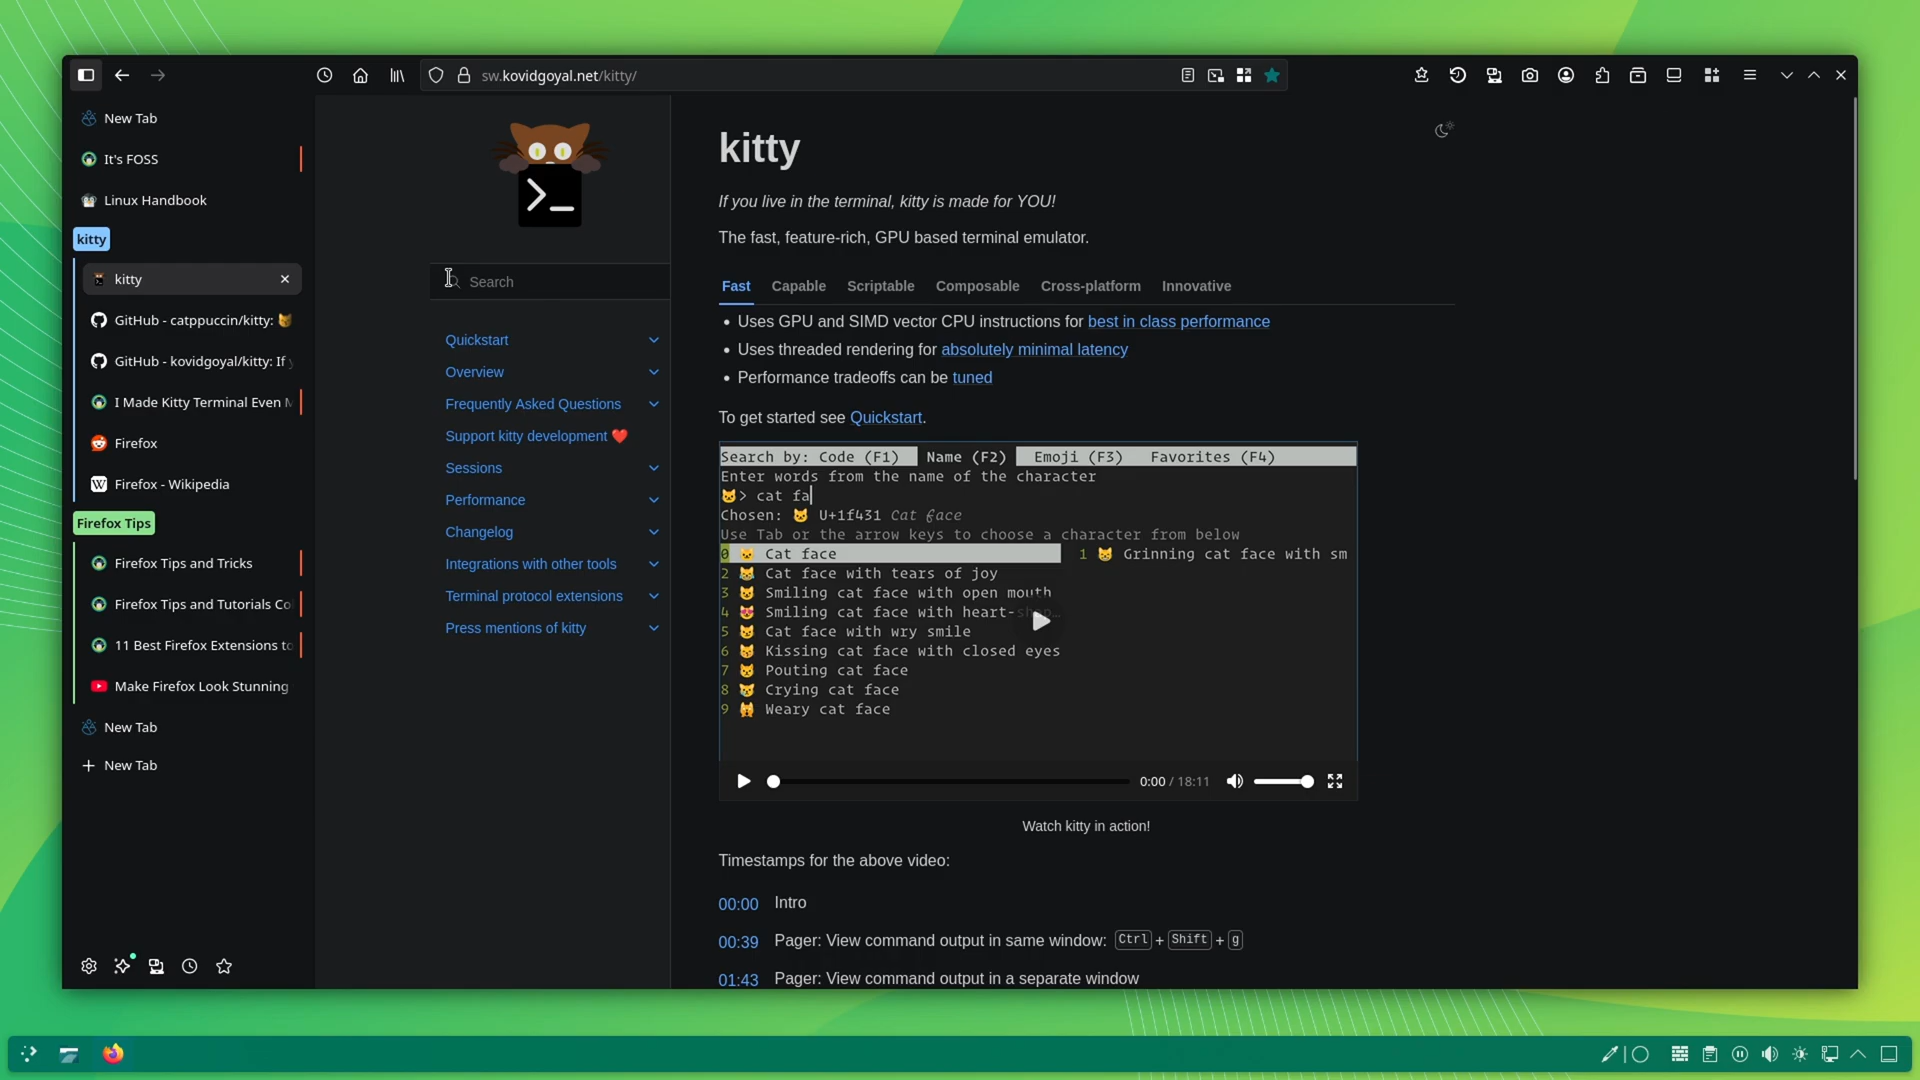 sw.kovidgoyal.net/kitty/
New Tab
It's FOSS
Linux Handbook
kitty
kitty
GitHub - catppuccin/kitty: 😸
GitHub - kovidgoyal/kitty: If y
I Made Kitty Terminal Even M
Firefox
Firefox - Wikipedia
Firefox Tips
Firefox Tips and Tricks
Firefox Tips and Tutorials Co
11 Best Firefox Extensions to
Make Firefox Look Stunning
New Tab
New Tab
Search
Quickstart
Overview
Frequently Asked Questions
Support kitty development ❤️
Sessions
Performance
Changelog
Integrations with other tools
Terminal protocol extensions
Press mentions of kitty
kitty
If you live in the terminal, kitty is made for YOU!
The fast, feature-rich, GPU based terminal emulator.
Fast Capable Scriptable Composable Cross-platform Innovative
• Uses GPU and SIMD vector CPU instructions for best in class performance
• Uses threaded rendering for absolutely minimal latency
• Performance tradeoffs can be tuned
To get started see Quickstart.
Search by: Code (F1) Name (F2) Emoji (F3) Favorites (F4)
Enter words from the name of the character
🐱> cat fa
Chosen: 🐱 U+1f431 Cat face
Use Tab or the arrow keys to choose a character from below
0 🐱 Cat face 1 😸 Grinning cat face with sm
2 😹 Cat face with tears of joy
3 😺 Smiling cat face with open mouth
4 😻 Smiling cat face with heart-shap…
5 😼 Cat face with wry smile
6 😽 Kissing cat face with closed eyes
7 😾 Pouting cat face
8 😿 Crying cat face
9 🙀 Weary cat face
0:00 / 18:11
Watch kitty in action!
Timestamps for the above video:
00:00 Intro
00:39 Pager: View command output in same window: Ctrl + Shift + g
01:43 Pager: View command output in a separate window